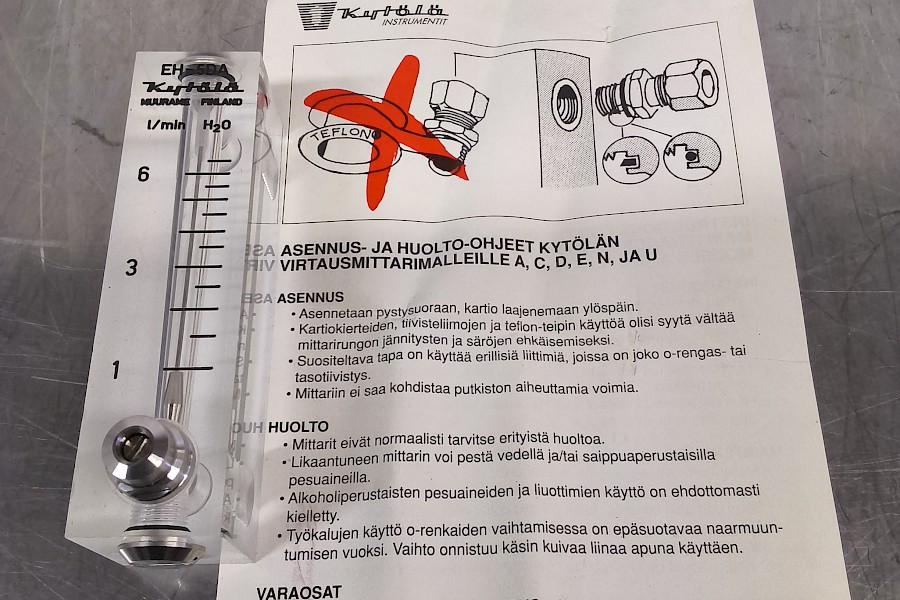 EH-5DA
Kytölä
MUURAME FINLAND
l/min H2O
6
3
1
Kytölä
INSTRUMENTIT
TEFLON
ASENNUS- JA HUOLTO-OHJEET KYTÖLÄN
VIRTAUSMITTARIMALLEILLE A, C, D, E, N, JA U
ASENNUS
• Asennetaan pystysuoraan, kartio laajenemaan ylöspäin.
• Kartiokierteiden, tiivisteliimojen ja teflon-teipin käyttöä olisi syytä välttää
mittarirungon jännitysten ja säröjen ehkäisemiseksi.
• Suositeltava tapa on käyttää erillisiä liittimiä, joissa on joko o-rengas- tai
tasotiivistys.
• Mittariin ei saa kohdistaa putkiston aiheuttamia voimia.
HUOLTO
• Mittarit eivät normaalisti tarvitse erityistä huoltoa.
• Likaantuneen mittarin voi pestä vedellä ja/tai saippuaperustaisilla
pesuaineilla.
• Alkoholiperustaisten pesuaineiden ja liuottimien käyttö on ehdottomasti
kielletty.
• Työkalujen käyttö o-renkaiden vaihtamisessa on epäsuotavaa naarmuun-
tumisen vuoksi. Vaihto onnistuu käsin kuivaa liinaa apuna käyttäen.
VARAOSAT